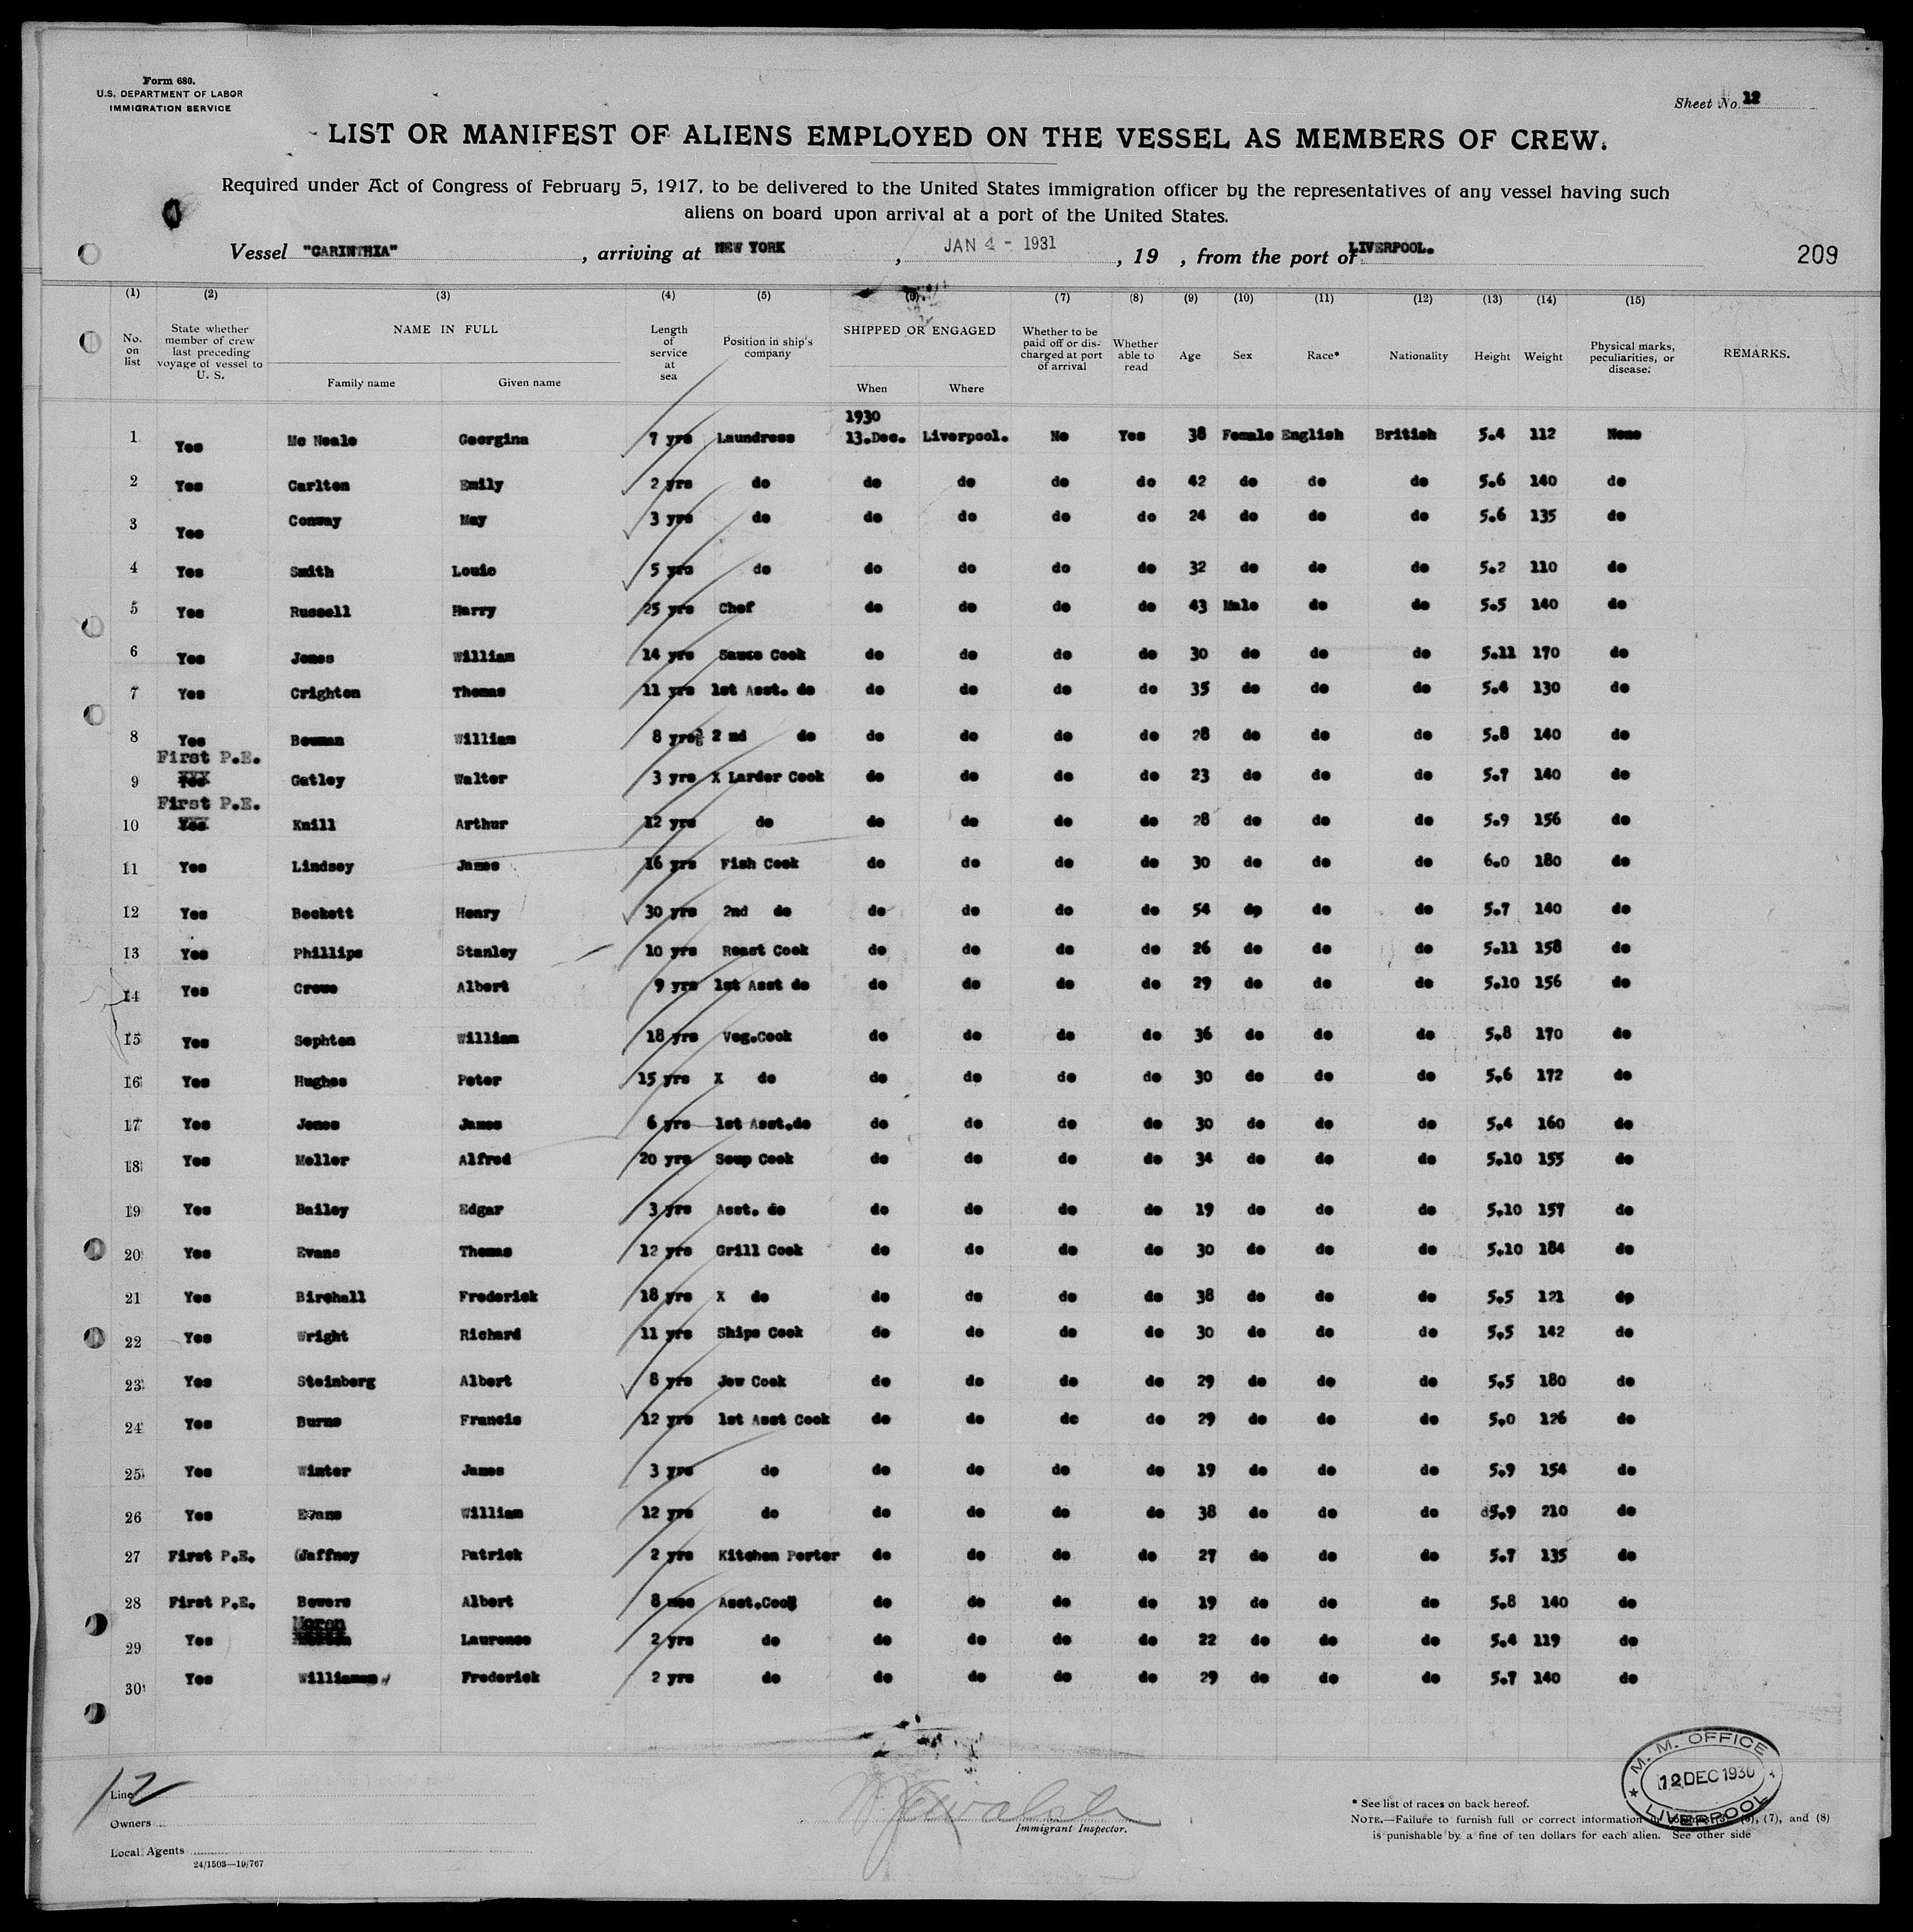 Form 680.
U.S. DEPARTMENT OF LABOR
IMMIGRATION SERVICE
Sheet No. 12
LIST OR MANIFEST OF ALIENS EMPLOYED ON THE VESSEL AS MEMBERS OF CREW.
Required under Act of Congress of February 5, 1917, to be delivered to the United States immigration officer by the representatives of any vessel having such
aliens on board upon arrival at a port of the United States.
Vessel "CARINTHIA", arriving at NEW YORK, JAN 4 - 1931, 19 , from the port of LIVERPOOL.
209
(1) (2) (3) (4) (5) (6) (7) (8) (9) (10) (11) (12) (13) (14) (15)
No. on list State whether member of crew last preceding voyage of vessel to U. S. NAME IN FULL Family name Given name Length of service at sea Position in ship's company SHIPPED OR ENGAGED When Where Whether to be paid off or discharged at port of arrival Whether able to read Age Sex Race* Nationality Height Weight Physical marks, peculiarities, or disease. REMARKS.
1930
1 Yes Mc Neale Georgina 7 yrs Laundress 13.Dec. Liverpool. No Yes 38 Female English British 5.4 112 None
2 Yes Carlton Emily 2 yrs do do do do do 42 do do do 5.6 140 do
3 Yes Conway May 3 yrs do do do do do 24 do do do 5.6 135 do
4 Yes Smith Louie 5 yrs do do do do do 32 do do do 5.2 110 do
5 Yes Russell Harry 25 yrs Chef do do do do 43 Male do do 5.5 140 do
6 Yes Jones William 14 yrs Sauce Cook do do do do 30 do do do 5.11 170 do
7 Yes Crighton Thomas 11 yrs 1st Asst. do do do do do 35 do do do 5.4 130 do
8 Yes Bowman William 8 yrs 2 nd do do do do do 28 do do do 5.8 140 do
First P.E.
9 Yes Gatley Walter 3 yrs X Larder Cook do do do do 23 do do do 5.7 140 do
First P.E.
10 Yes Knill Arthur 12 yrs do do do do do 28 do do do 5.9 156 do
11 Yes Lindsey James 16 yrs Fish Cook do do do do 30 do do do 6.0 180 do
12 Yes Beckett Henry 30 yrs 2nd do do do do do 54 dp do do 5.7 140 do
13 Yes Phillips Stanley 10 yrs Roast Cook do do do do 26 do do do 5.11 158 do
14 Yes Crowe Albert 9 yrs 1st Asst do do do do do 29 do do do 5.10 156 do
15 Yes Sephton William 18 yrs Veg.Cook do do do do 36 do do do 5.8 170 do
16 Yes Hughes Peter 15 yrs X do do do do do 30 do do do 5.6 172 do
17 Yes Jones James 6 yrs 1st Asst.do do do do do 30 do do do 5.4 160 do
18 Yes Mellor Alfred 20 yrs Soup Cook do do do do 34 do do do 5.10 155 do
19 Yes Bailey Edgar 3 yrs Asst. do do do do do 19 do do do 5.10 157 do
20 Yes Evans Thomas 12 yrs Grill Cook do do do do 30 do do do 5.10 184 do
21 Yes Birchall Frederick 18 yrs X do do do do do 38 do do do 5.5 121 dp
22 Yes Wright Richard 11 yrs Ships Cook do do do do 30 do do do 5.5 142 do
23 Yes Steinberg Albert 8 yrs Jew Cook do do do do 29 do do do 5.5 180 do
24 Yes Burns Francis 12 yrs 1st Asst Cook do do do do 29 do do do 5.0 126 do
25 Yes Winter James 3 yrs do do do do do 19 do do do 5.9 154 do
26 Yes Evans William 12 yrs do do do do do 38 do do do 5.9 210 do
27 First P.E. Gaffney Patrick 2 yrs Kitchen Porter do do do do 27 do do do 5.7 135 do
28 First P.E. Bowers Albert 8 mos Asst.Cook do do do do 19 do do do 5.8 140 do
Moran
29 Yes Laurence 2 yrs do do do do do 22 do do do 5.4 119 do
30 Yes Williams Frederick 2 yrs do do do do do 29 do do do 5.7 140 do
12
Line
Owners
Local Agents
24/1503—19/767
Immigrant Inspector.
M. M. OFFICE
12 DEC 1930
LIVERPOOL
* See list of races on back hereof.
NOTE.—Failure to furnish full or correct information (5), (7), and (8)
is punishable by a fine of ten dollars for each alien. See other side